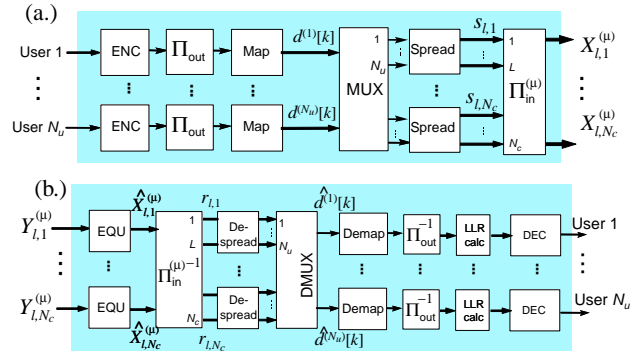 (a.)
User 1 ENC Π_out Map d^(1)[k] MUX 1 N_u Spread s_{l,1} 1 L Π_in^(μ) X_{l,1}^(μ)
User N_u ENC Π_out Map d^(N_u)[k] Spread s_{l,N_c} N_c X_{l,N_c}^(μ)
(b.)
Y_{l,1}^(μ) EQU X̂_{l,1}^(μ) 1 L Π_in^(μ)-1 r_{l,1} De-spread 1 N_u DMUX d̂^(1)[k] Demap Π_out^-1 LLR calc DEC User 1
Y_{l,N_c}^(μ) EQU X̂_{l,N_c}^(μ) N_c r_{l,N_c} De-spread d̂^(N_u)[k] Demap Π_out^-1 LLR calc DEC User N_u